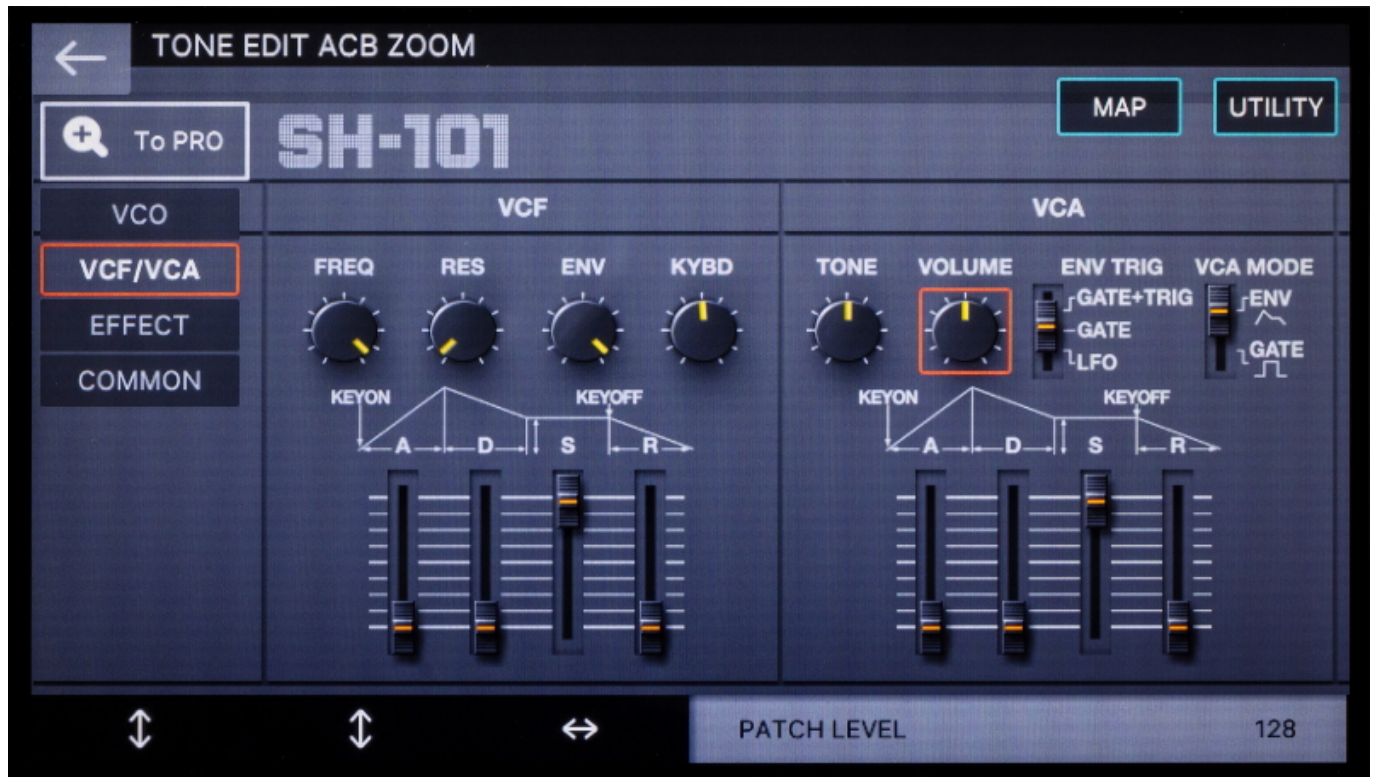 TONE EDIT ACB ZOOM
MAP
UTILITY
To PRO
SH-101
VCO
VCF/VCA
EFFECT
COMMON
VCF
VCA
FREQ RES ENV KYBD
TONE VOLUME ENV TRIG VCA MODE
GATE+TRIG
GATE
LFO
ENV
GATE
KEYON KEYOFF
A D S R
KEYON KEYOFF
A D S R
PATCH LEVEL 128